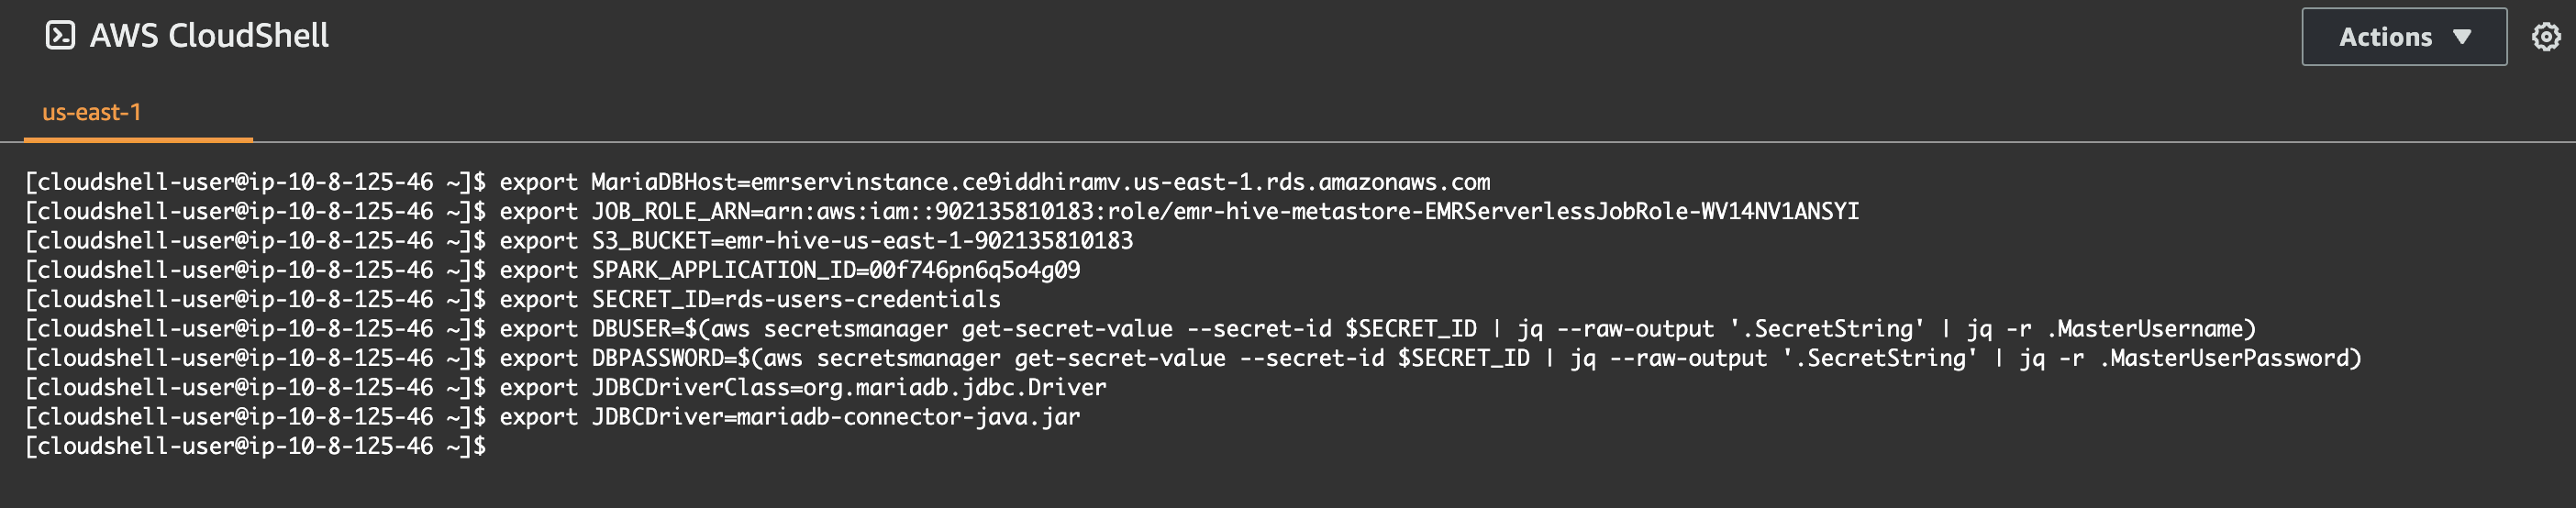 AWS CloudShell
Actions
us-east-1
[cloudshell-user@ip-10-8-125-46 ~]$ export MariaDBHost=emrservinstance.ce9iddhiramv.us-east-1.rds.amazonaws.com
[cloudshell-user@ip-10-8-125-46 ~]$ export JOB_ROLE_ARN=arn:aws:iam::902135810183:role/emr-hive-metastore-EMRServerlessJobRole-WV14NV1ANSYI
[cloudshell-user@ip-10-8-125-46 ~]$ export S3_BUCKET=emr-hive-us-east-1-902135810183
[cloudshell-user@ip-10-8-125-46 ~]$ export SPARK_APPLICATION_ID=00f746pn6q5o4g09
[cloudshell-user@ip-10-8-125-46 ~]$ export SECRET_ID=rds-users-credentials
[cloudshell-user@ip-10-8-125-46 ~]$ export DBUSER=$(aws secretsmanager get-secret-value --secret-id $SECRET_ID | jq --raw-output '.SecretString' | jq -r .MasterUsername)
[cloudshell-user@ip-10-8-125-46 ~]$ export DBPASSWORD=$(aws secretsmanager get-secret-value --secret-id $SECRET_ID | jq --raw-output '.SecretString' | jq -r .MasterUserPassword)
[cloudshell-user@ip-10-8-125-46 ~]$ export JDBCDriverClass=org.mariadb.jdbc.Driver
[cloudshell-user@ip-10-8-125-46 ~]$ export JDBCDriver=mariadb-connector-java.jar
[cloudshell-user@ip-10-8-125-46 ~]$